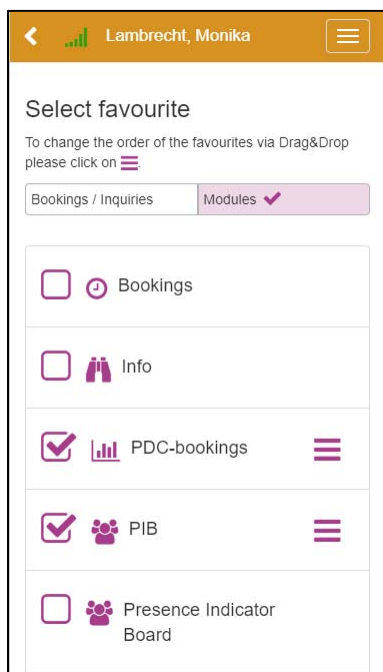 Lambrecht, Monika
Select favourite
To change the order of the favourites via Drag&Drop
please click on .
Bookings / Inquiries
Modules
Bookings
Info
PDC-bookings
PIB
Presence Indicator
Board